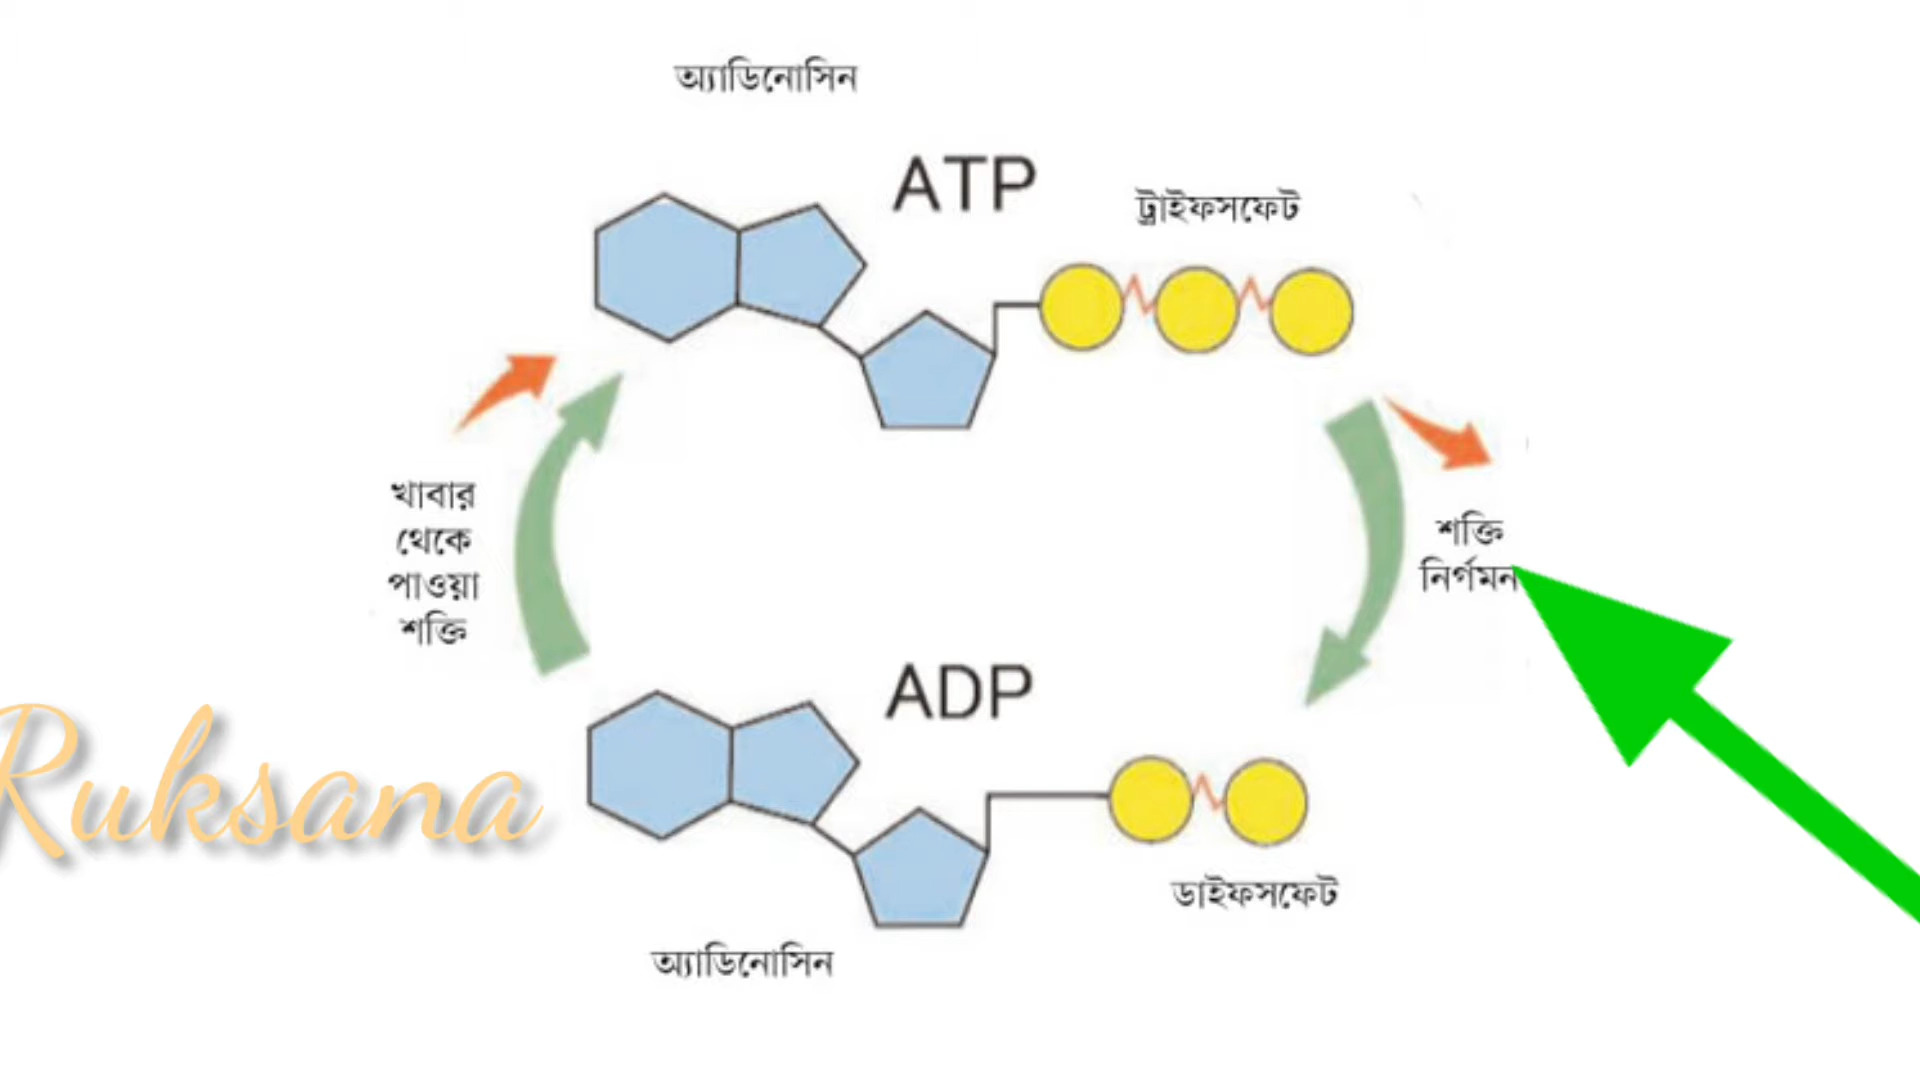 অ্যাডিনোসিন
ATP
ট্রাইফসফেট
খাবার
থেকে
পাওয়া
শক্তি
শক্তি
নির্গমন
ADP
Ruksana
ডাইফসফেট
অ্যাডিনোসিন